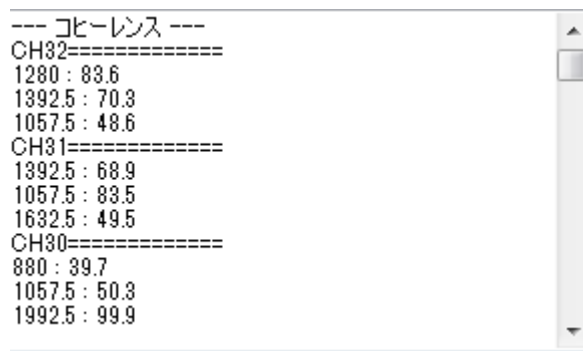 --- コヒーレンス ---
CH32=============
1280 : 83.6
1392.5 : 70.3
1057.5 : 48.6
CH31=============
1392.5 : 68.9
1057.5 : 83.5
1632.5 : 49.5
CH30=============
880 : 39.7
1057.5 : 50.3
1992.5 : 99.9